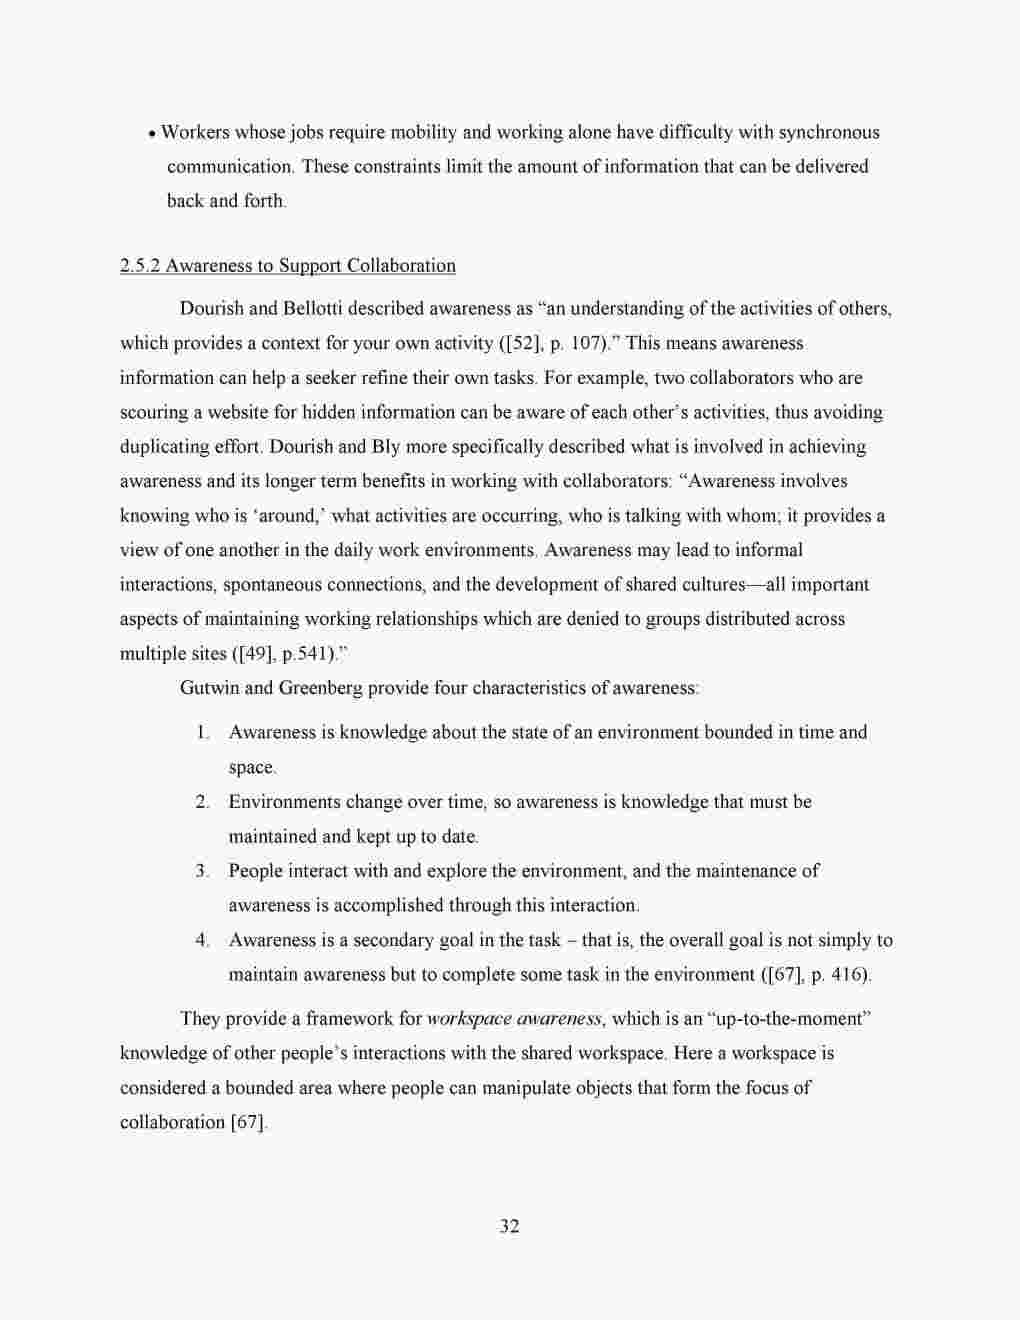 • Workers whose jobs require mobility and working alone have difficulty with synchronous
communication. These constraints limit the amount of information that can be delivered
back and forth.
2.5.2 Awareness to Support Collaboration
Dourish and Bellotti described awareness as “an understanding of the activities of others,
which provides a context for your own activity ([52], p. 107).” This means awareness
information can help a seeker refine their own tasks. For example, two collaborators who are
scouring a website for hidden information can be aware of each other’s activities, thus avoiding
duplicating effort. Dourish and Bly more specifically described what is involved in achieving
awareness and its longer term benefits in working with collaborators: “Awareness involves
knowing who is ‘around,’ what activities are occurring, who is talking with whom; it provides a
view of one another in the daily work environments. Awareness may lead to informal
interactions, spontaneous connections, and the development of shared cultures—all important
aspects of maintaining working relationships which are denied to groups distributed across
multiple sites ([49], p.541).”
Gutwin and Greenberg provide four characteristics of awareness:
1. Awareness is knowledge about the state of an environment bounded in time and
space.
2. Environments change over time, so awareness is knowledge that must be
maintained and kept up to date.
3. People interact with and explore the environment, and the maintenance of
awareness is accomplished through this interaction.
4. Awareness is a secondary goal in the task – that is, the overall goal is not simply to
maintain awareness but to complete some task in the environment ([67], p. 416).
They provide a framework for workspace awareness, which is an “up-to-the-moment”
knowledge of other people’s interactions with the shared workspace. Here a workspace is
considered a bounded area where people can manipulate objects that form the focus of
collaboration [67].
32